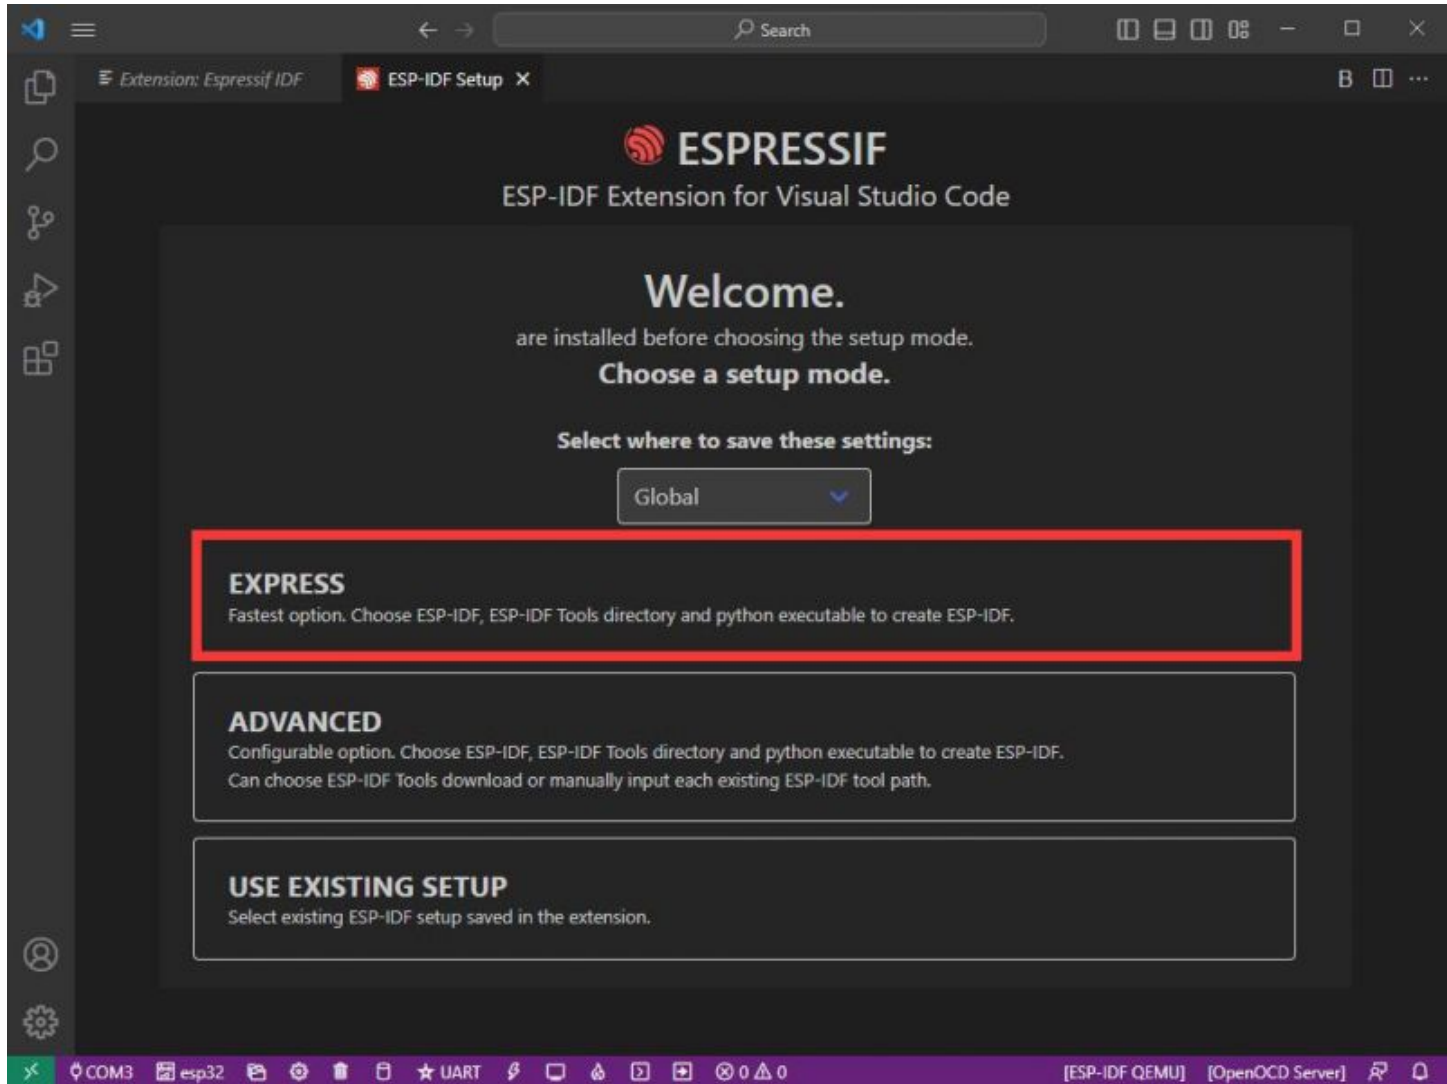 Search
Extension: Espressif IDF
ESP-IDF Setup
ESPRESSIF
ESP-IDF Extension for Visual Studio Code
Welcome.
are installed before choosing the setup mode.
Choose a setup mode.
Select where to save these settings:
Global
EXPRESS
Fastest option. Choose ESP-IDF, ESP-IDF Tools directory and python executable to create ESP-IDF.
ADVANCED
Configurable option. Choose ESP-IDF, ESP-IDF Tools directory and python executable to create ESP-IDF.
Can choose ESP-IDF Tools download or manually input each existing ESP-IDF tool path.
USE EXISTING SETUP
Select existing ESP-IDF setup saved in the extension.
COM3 esp32 UART 0 0 [ESP-IDF QEMU] [OpenOCD Server]